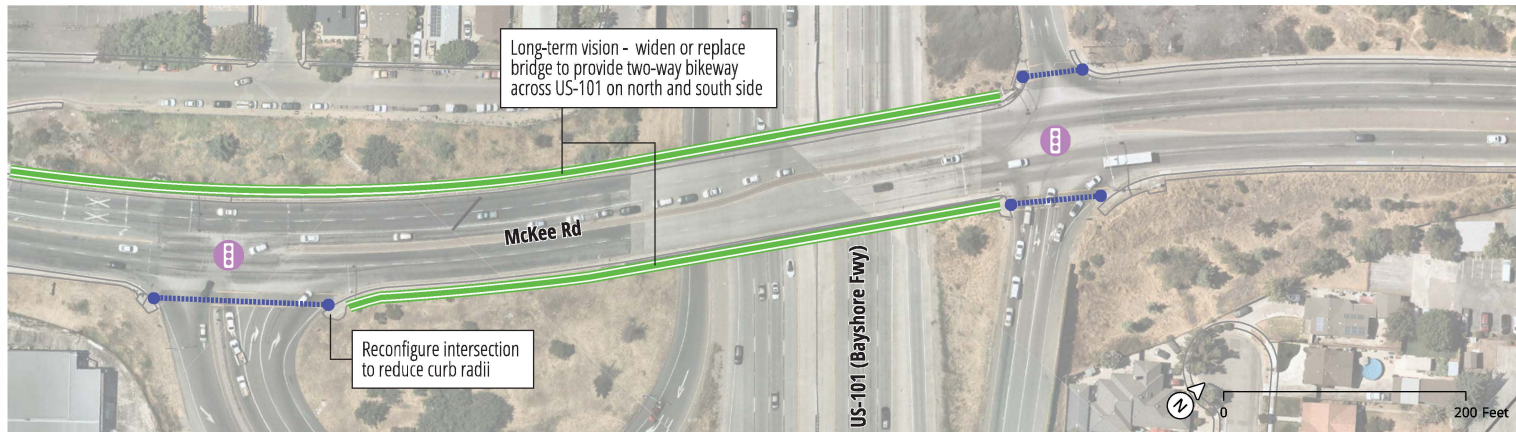 Long-term vision - widen or replace
bridge to provide two-way bikeway
across US-101 on north and south side
McKee Rd
US-101 (Bayshore Fwy)
Reconfigure intersection
to reduce curb radii
N
0
200 Feet